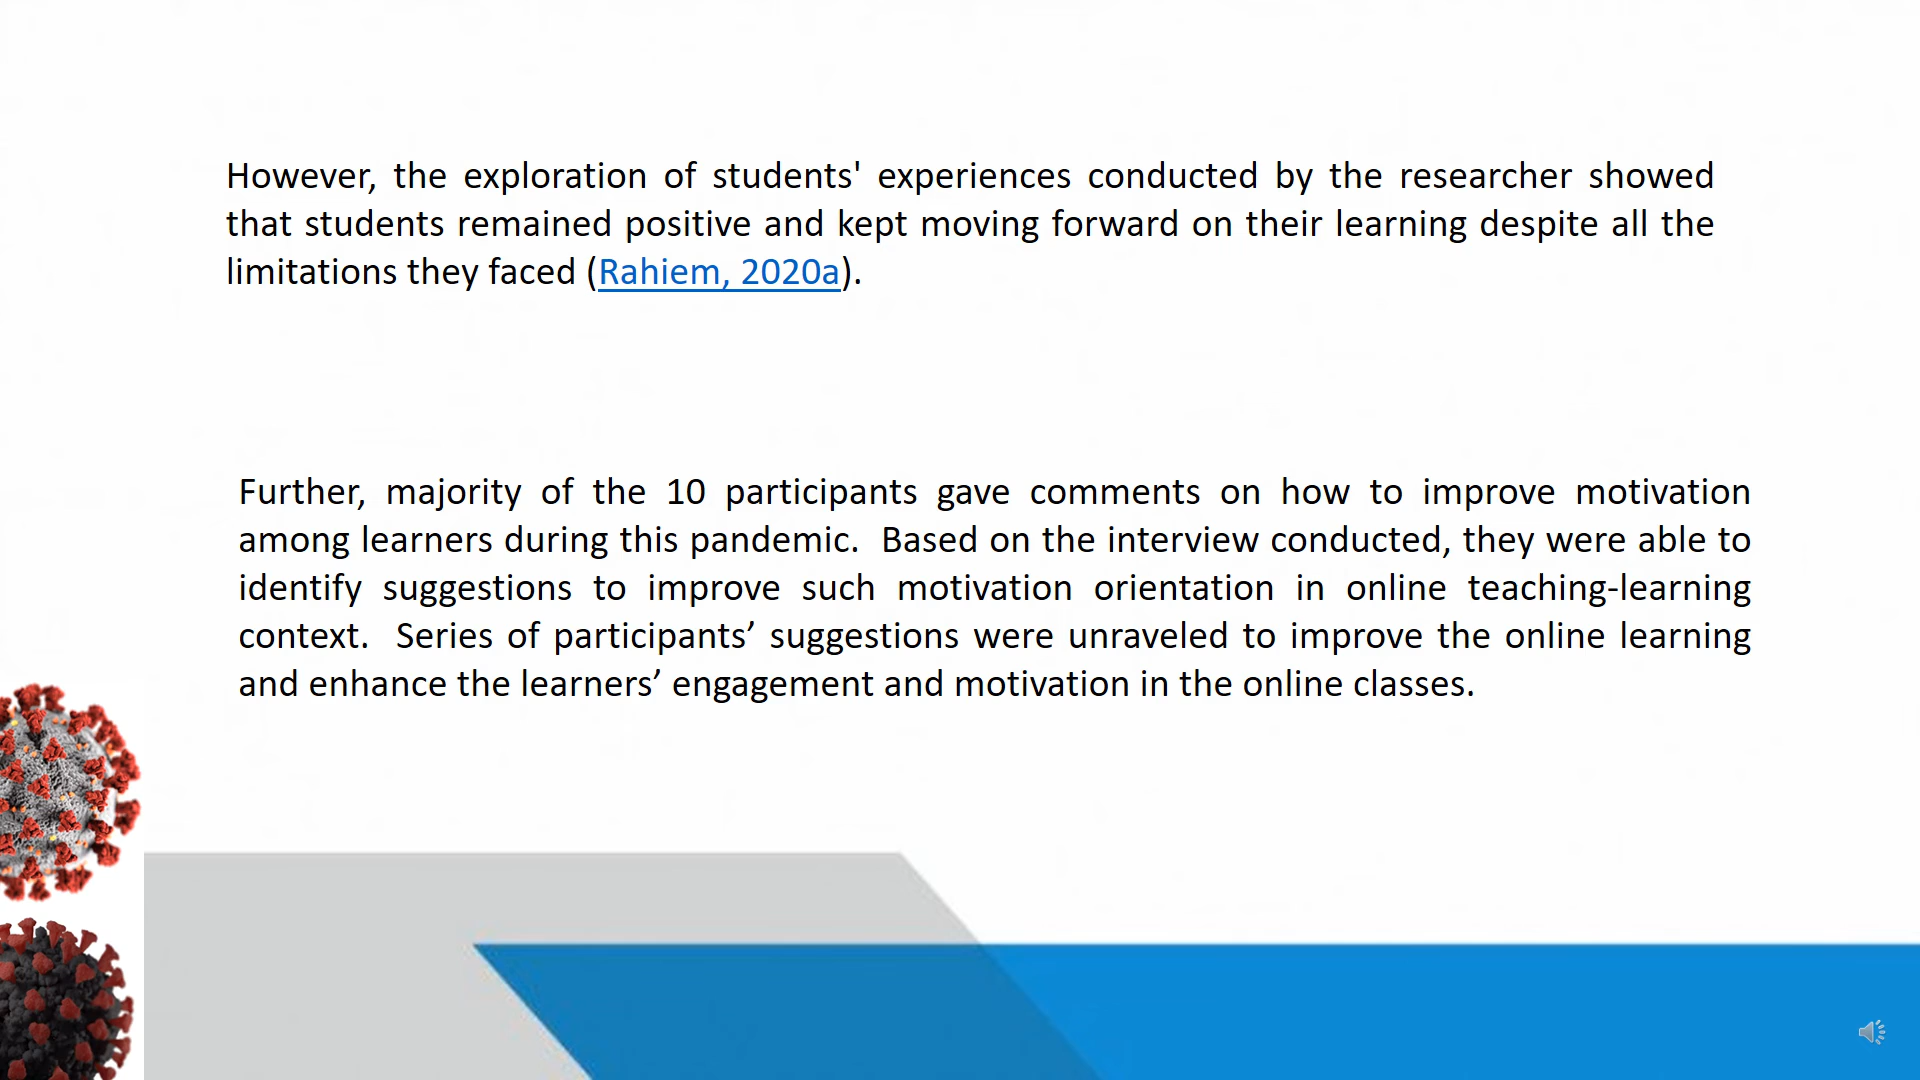 However, the exploration of students' experiences conducted by the researcher showed
that students remained positive and kept moving forward on their learning despite all the
limitations they faced (Rahiem, 2020a).
Further, majority of the 10 participants gave comments on how to improve motivation
among learners during this pandemic.  Based on the interview conducted, they were able to
identify suggestions to improve such motivation orientation in online teaching-learning
context.  Series of participants’ suggestions were unraveled to improve the online learning
and enhance the learners’ engagement and motivation in the online classes.